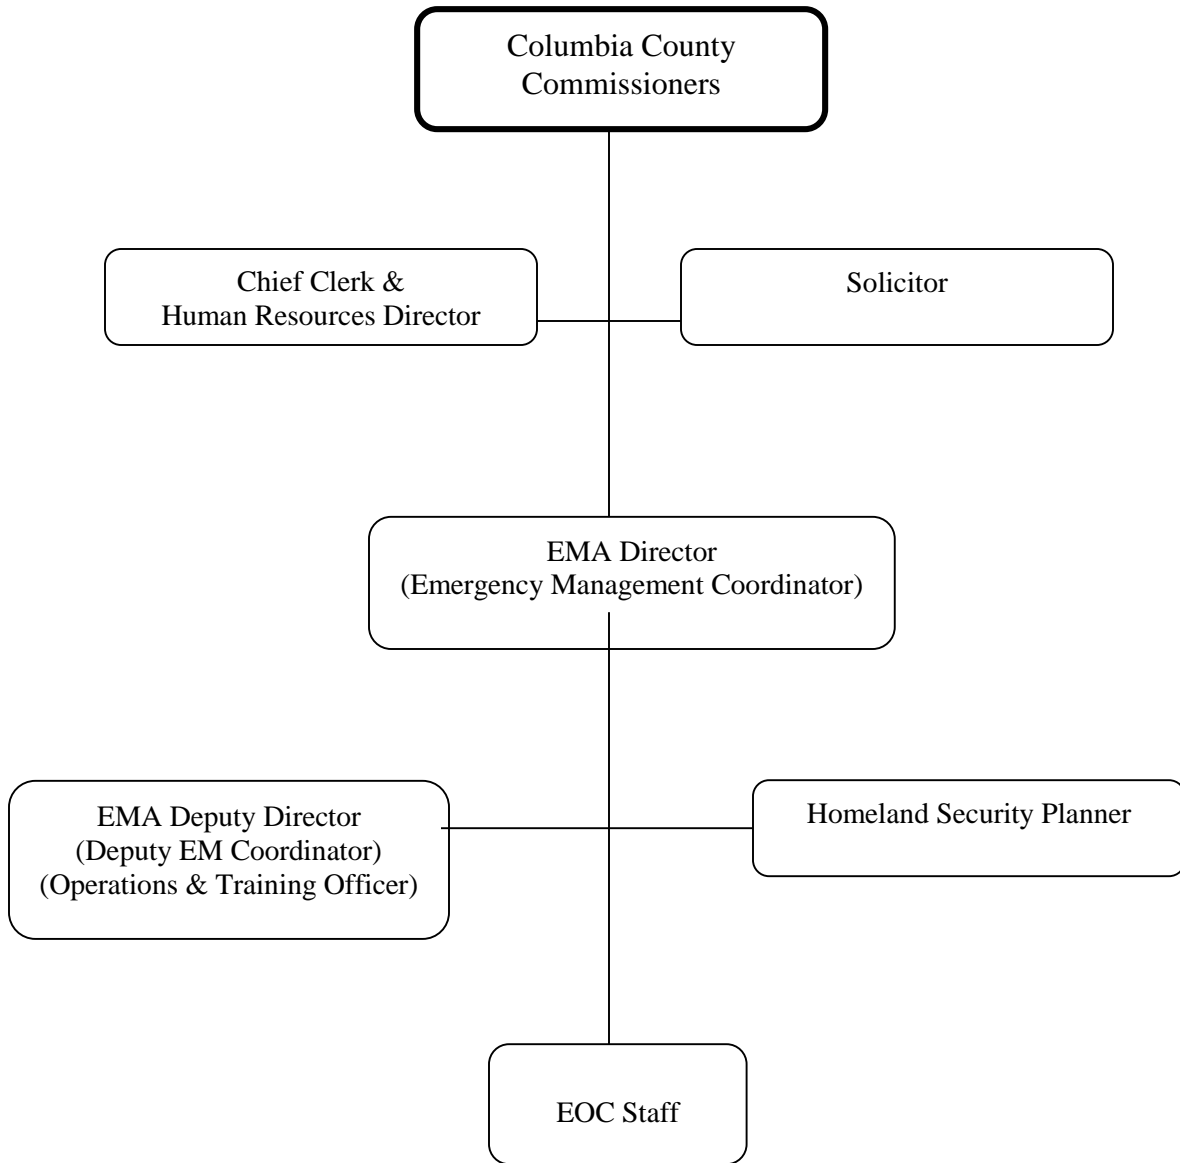 Columbia County
Commissioners
Chief Clerk &
Human Resources Director
Solicitor
EMA Director
(Emergency Management Coordinator)
EMA Deputy Director
(Deputy EM Coordinator)
(Operations & Training Officer)
Homeland Security Planner
EOC Staff